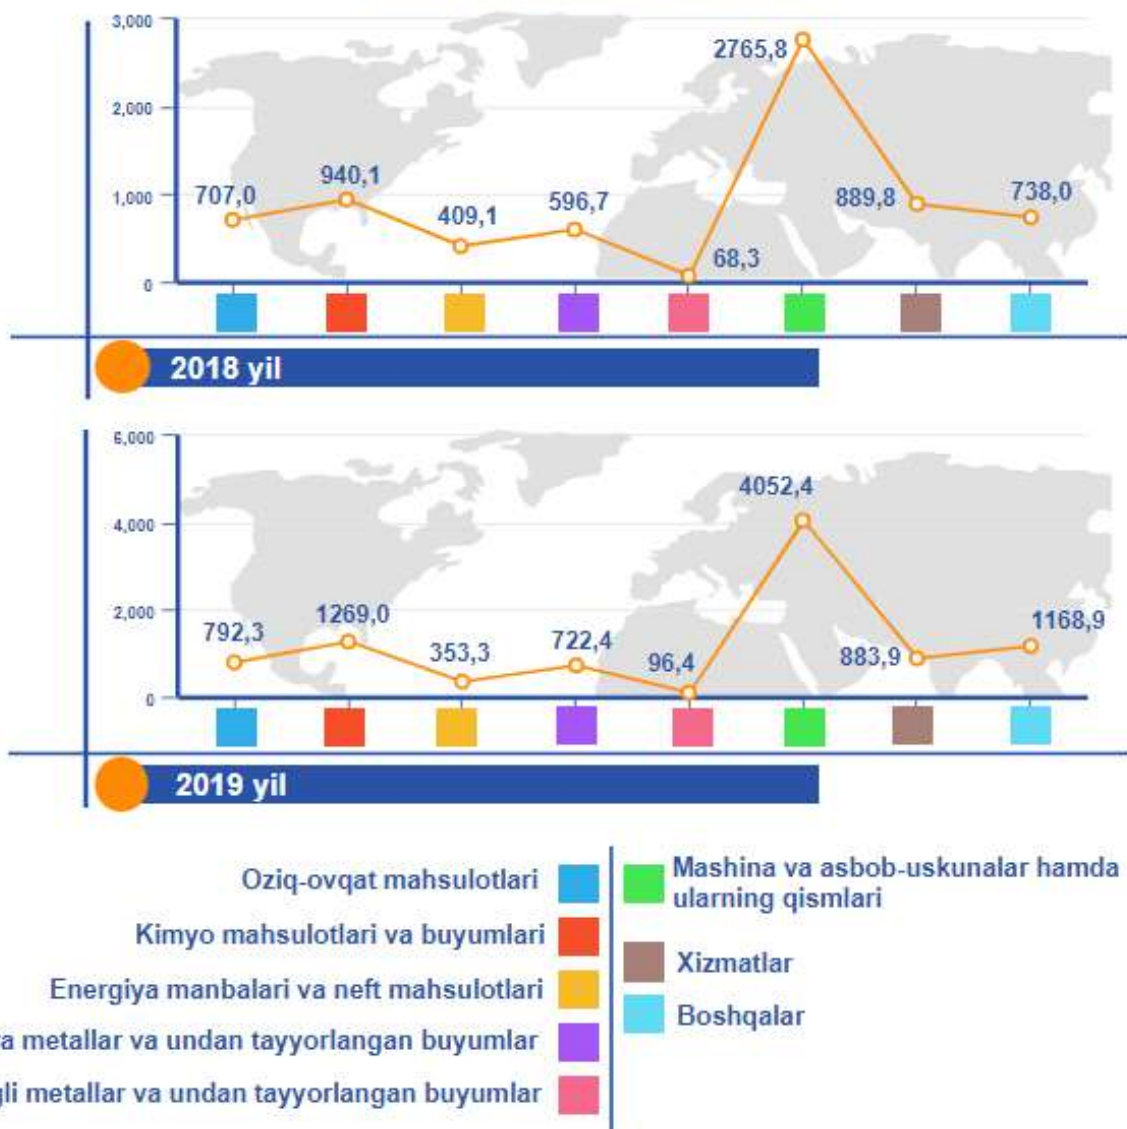 3,000
2765,8
2,000
940,1
707,0
596,7
889,8
738,0
1,000
409,1
68,3
0
2018 yil
6,000
4052,4
4,000
1269,0
1168,9
2,000
792,3
722,4
353,3
96,4
883,9
0
2019 yil
Oziq-ovqat mahsulotlari
Kimyo mahsulotlari va buyumlari
Energiya manbalari va neft mahsulotlari
metallar va undan tayyorlangan buyumlar
metallar va undan tayyorlangan buyumlar
Mashina va asbob-uskunalar hamda
ularning qismlari
Xizmatlar
Boshqalar